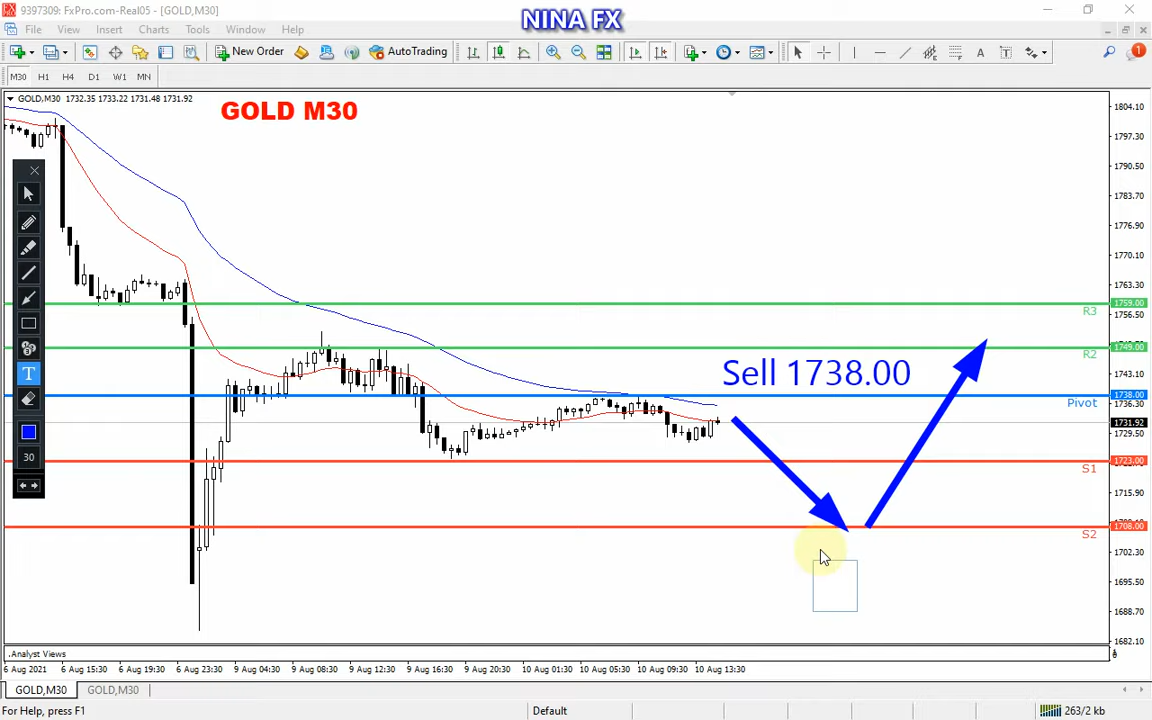 9397309: FxPro.com-Real05 - [GOLD,M30]
NINA FX
File View Insert Charts Tools Window Help
New Order AutoTrading
M30 H1 H4 D1 W1 MN
GOLD,M30 1732.35 1733.22 1731.48 1731.92
GOLD M30
1804.10
1797.30
1790.50
1783.70
1776.90
1770.10
1763.30
1759.00
R3
1756.50
1749.00
R2
1743.10
Sell 1738.00
1738.00
Pivot
1736.30
1731.92
1729.50
30
1723.00
S1
1715.90
1708.00
S2
1702.30
1695.50
1688.70
1682.10
Analyst Views
6 Aug 2021 6 Aug 15:30 6 Aug 19:30 6 Aug 23:30 9 Aug 04:30 9 Aug 08:30 9 Aug 12:30 9 Aug 16:30 9 Aug 20:30 10 Aug 01:30 10 Aug 05:30 10 Aug 09:30 10 Aug 13:30
GOLD,M30 GOLD,M30
For Help, press F1 Default 263/2 kb